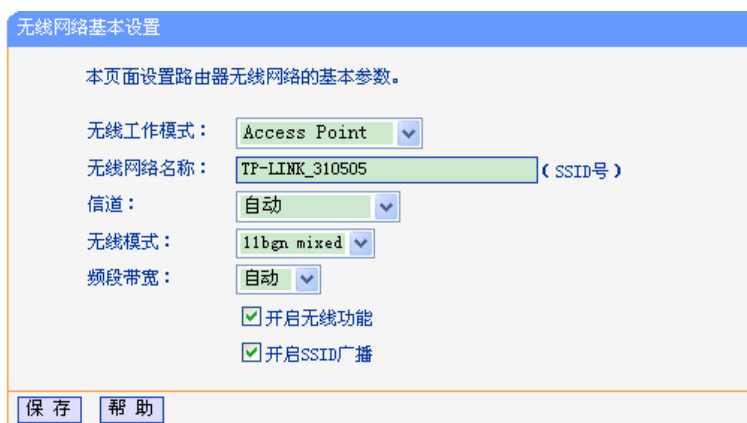 无线网络基本设置
本页面设置路由器无线网络的基本参数。
无线工作模式： Access Point
无线网络名称： TP-LINK_310505 （SSID号）
信道： 自动
无线模式： 11bgn mixed
频段带宽： 自动
开启无线功能
开启SSID广播
保 存 帮 助